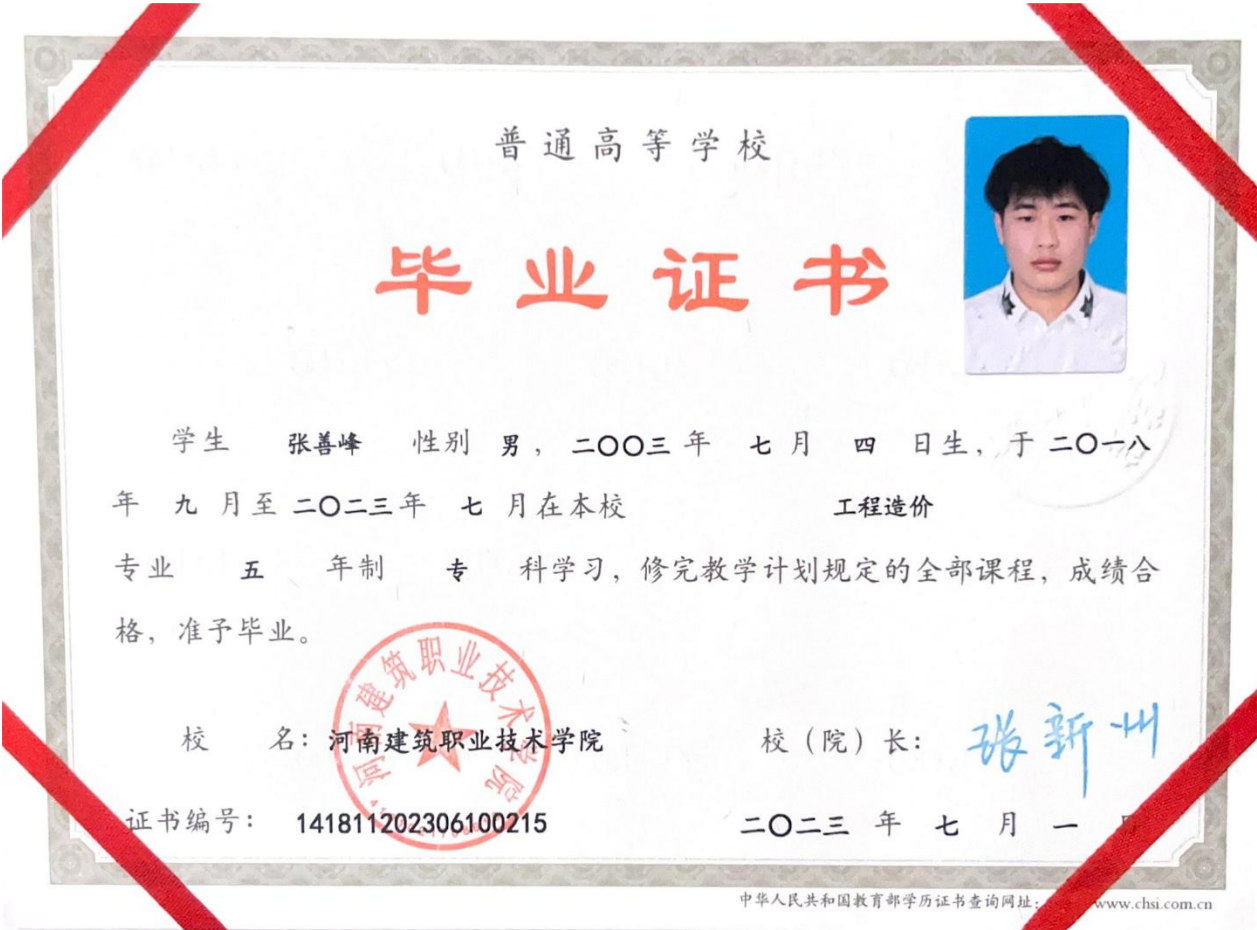 普通高等学校
毕业证书
学生 张善峰 性别 男，二〇〇三 年 七 月 四 日生，于 二〇一八
年 九 月至 二〇二三 年 七 月在本校 工程造价
专业 五 年制 专 科学习，修完教学计划规定的全部课程，成绩合
格，准予毕业。
河南建筑职业技术学院
校 名：河南建筑职业技术学院 校（院）长： 张新州
证书编号： 141811202306100215 二〇二三 年 七 月 一 日
中华人民共和国教育部学历证书查询网址： www.chsi.com.cn